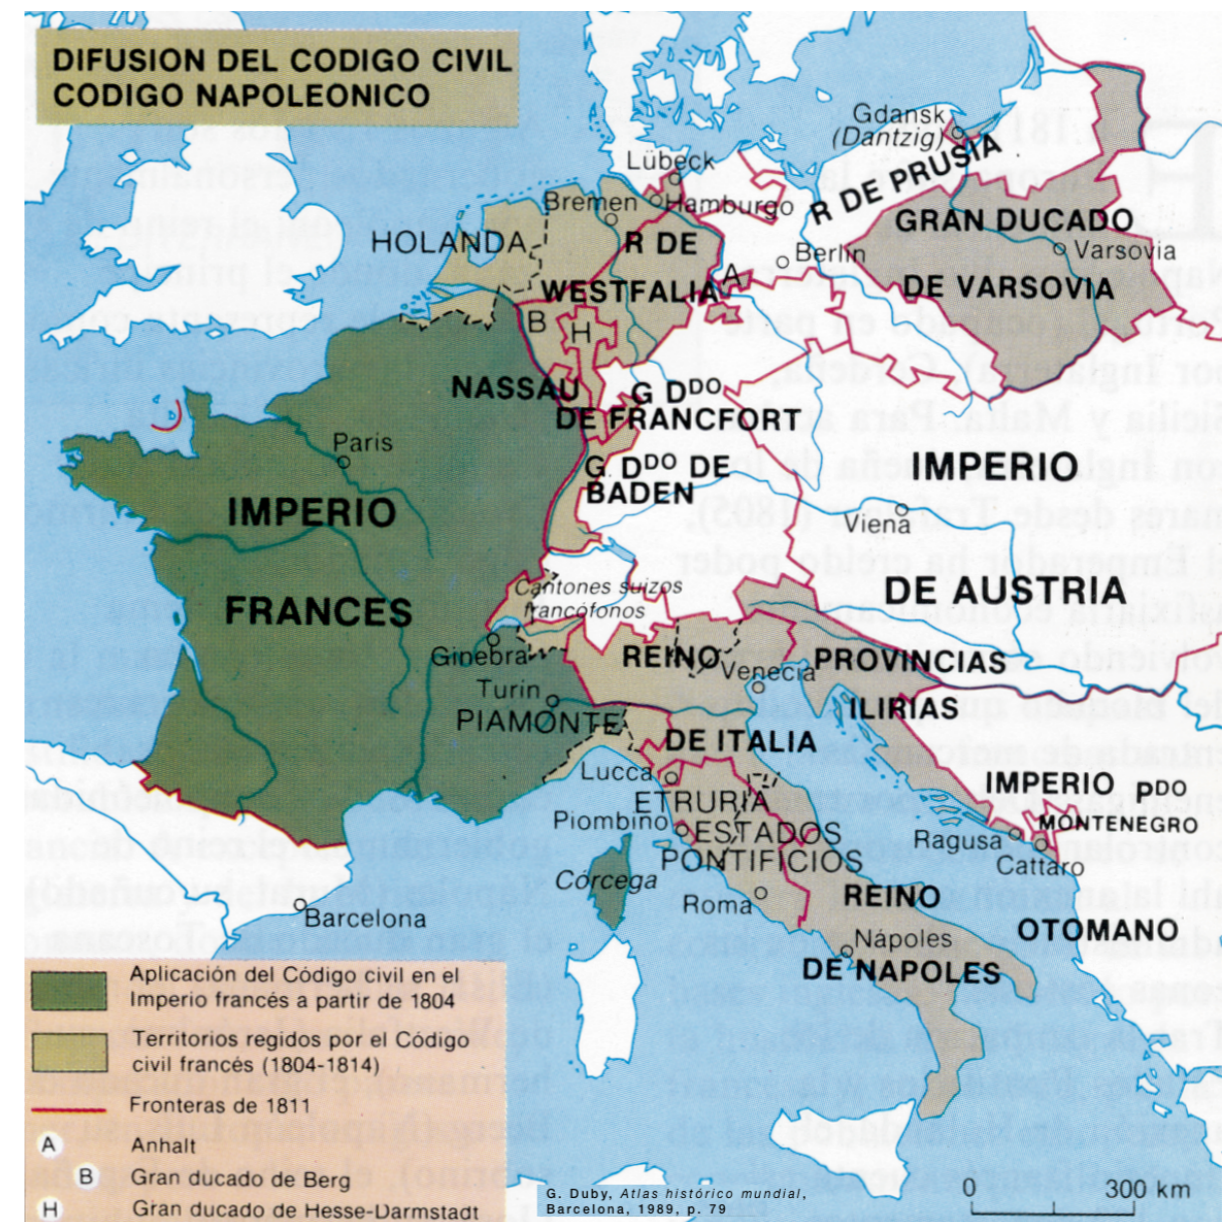 DIFUSION DEL CODIGO CIVIL
CODIGO NAPOLEONICO
Gdansk
(Dantzig)
R DE PRUSIA
Lübeck
Bremen
Hamburgo
GRAN DUCADO
HOLANDA
R DE
Berlin
Varsovia
A
WESTFALIA
DE VARSOVIA
B
H
NASSAU
G DDO
DE FRANCFORT
Paris
G DDO DE
BADEN
IMPERIO
IMPERIO
Viena
Cantones suizos
francófonos
DE AUSTRIA
FRANCES
Ginebra
REINO
Venecia
PROVINCIAS
Turin
PIAMONTE
ILIRIAS
DE ITALIA
Lucca
IMPERIO
PDO
MONTENEGRO
ETRURIA
Piombino
ESTADOS
PONTIFICIOS
Ragusa
Cattaro
Córcega
Roma
REINO
Barcelona
OTOMANO
Nápoles
DE NAPOLES
Aplicación del Código civil en el
Imperio francés a partir de 1804
Territorios regidos por el Código
civil francés (1804-1814)
Fronteras de 1811
A Anhalt
B Gran ducado de Berg
H Gran ducado de Hesse-Darmstadt
G. Duby, Atlas histórico mundial,
Barcelona, 1989, p. 79
0 300 km